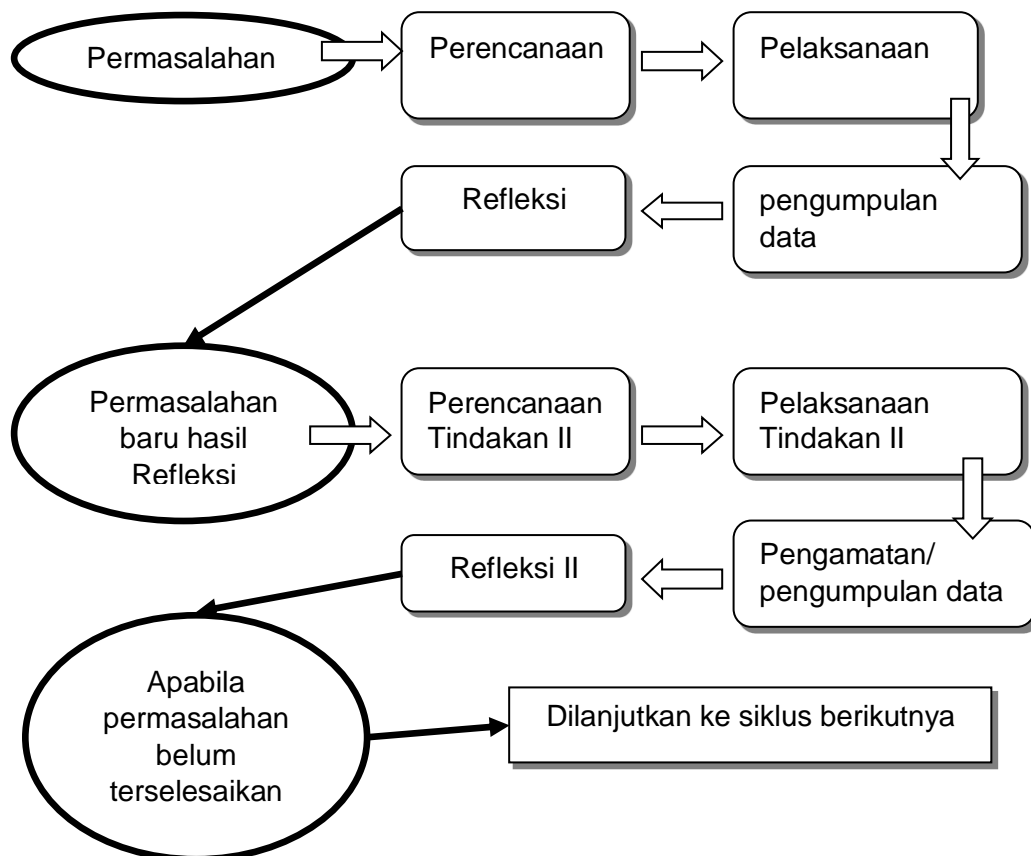 Permasalahan
Perencanaan
Pelaksanaan
Refleksi
pengumpulan
data
Permasalahan
baru hasil
Refleksi
Perencanaan
Tindakan II
Pelaksanaan
Tindakan II
Refleksi II
Pengamatan/
pengumpulan data
Apabila
permasalahan
belum
terselesaikan
Dilanjutkan ke siklus berikutnya